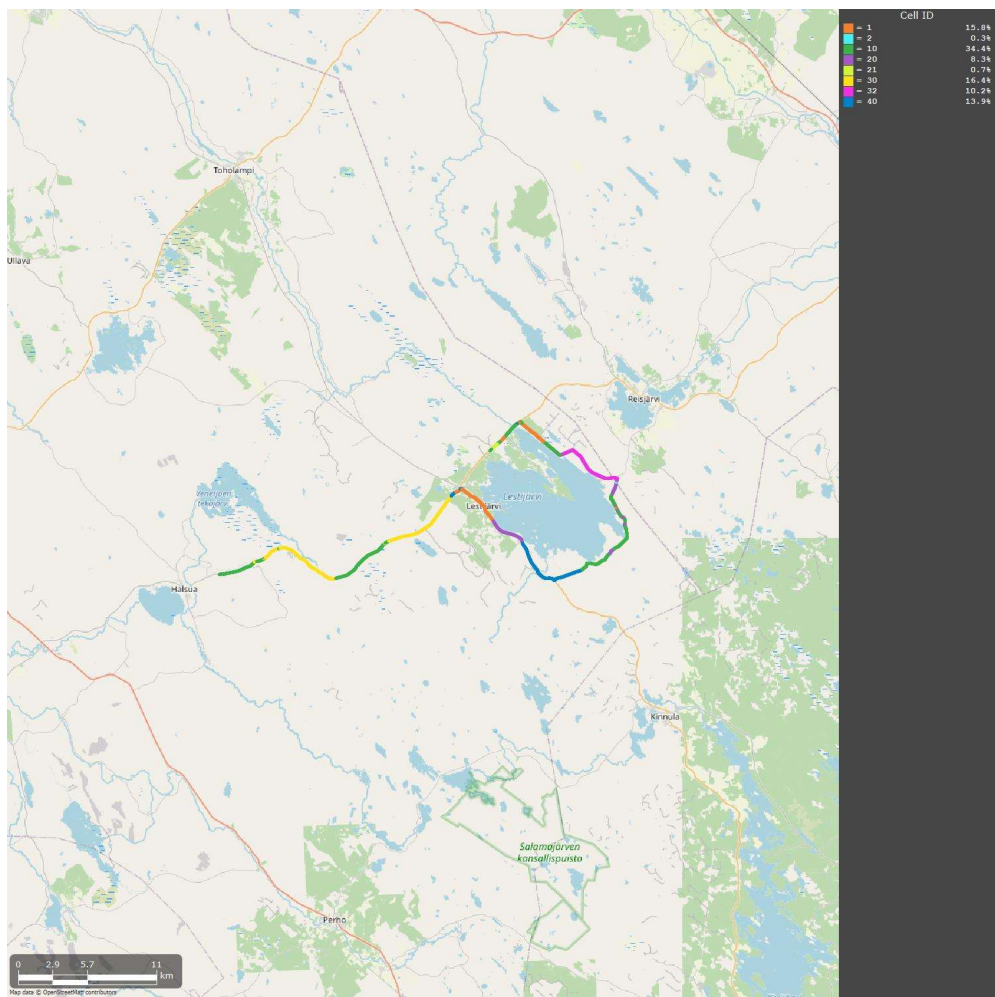 Cell ID
= 1 15.8%
= 2 0.3%
= 10 34.4%
= 20 8.3%
= 21 0.7%
= 30 16.4%
= 32 10.2%
= 40 13.9%
Toholampi
Ullava
Reisjärvi
Lestijärvi
Lestijärvi
Venetjoen
tekojärvi
Halsua
Kinnula
Salamajärven
kansallispuisto
Perho
0 2.9 5.7 11
km
Map data © OpenStreetMap contributors